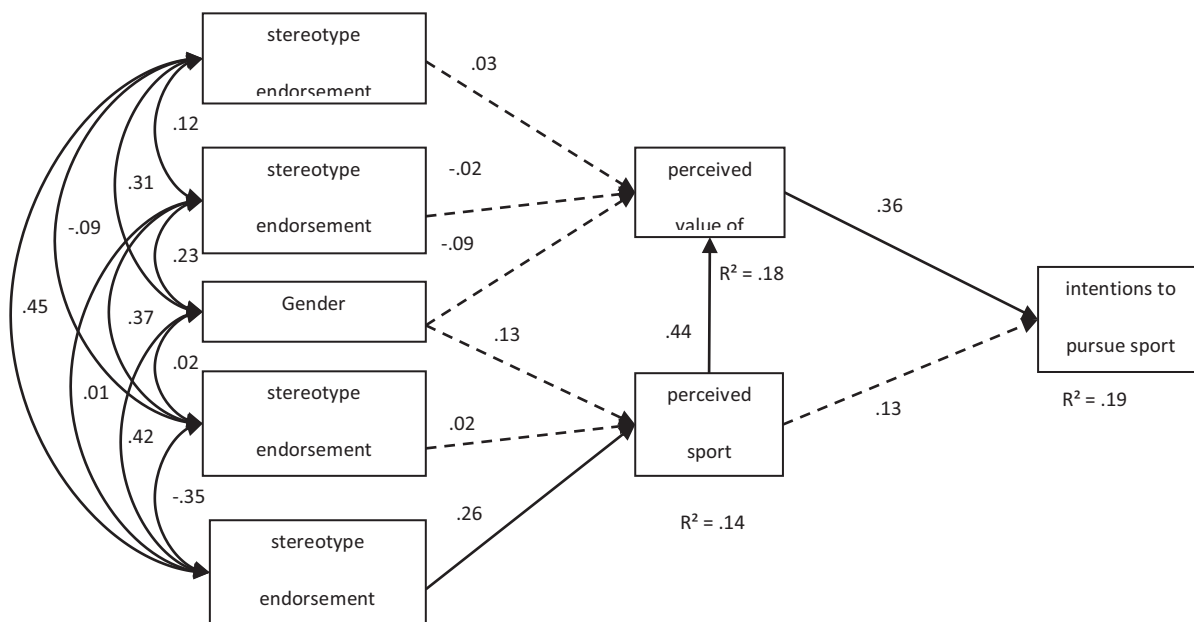 stereotype
endorsement
.03
.12
stereotype
endorsement
-.02
perceived
value of
.31
-.09
-.09
.23
.36
R² = .18
Gender
intentions to
pursue sport
.45
.37
.13
.44
.02
R² = .19
.01
stereotype
endorsement
.02
perceived
sport
.13
.42
-.35
.26
R² = .14
stereotype
endorsement